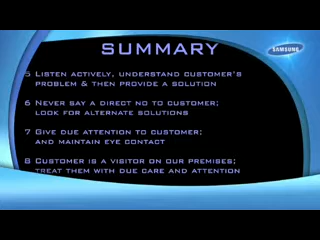 SUMMARY
SAMSUNG
5 LISTEN ACTIVELY, UNDERSTAND CUSTOMER'S
PROBLEM & THEN PROVIDE A SOLUTION
6 NEVER SAY A DIRECT NO TO CUSTOMER;
LOOK FOR ALTERNATE SOLUTIONS
7 GIVE DUE ATTENTION TO CUSTOMER;
AND MAINTAIN EYE CONTACT
8 CUSTOMER IS A VISITOR ON OUR PREMISES;
TREAT THEM WITH DUE CARE AND ATTENTION